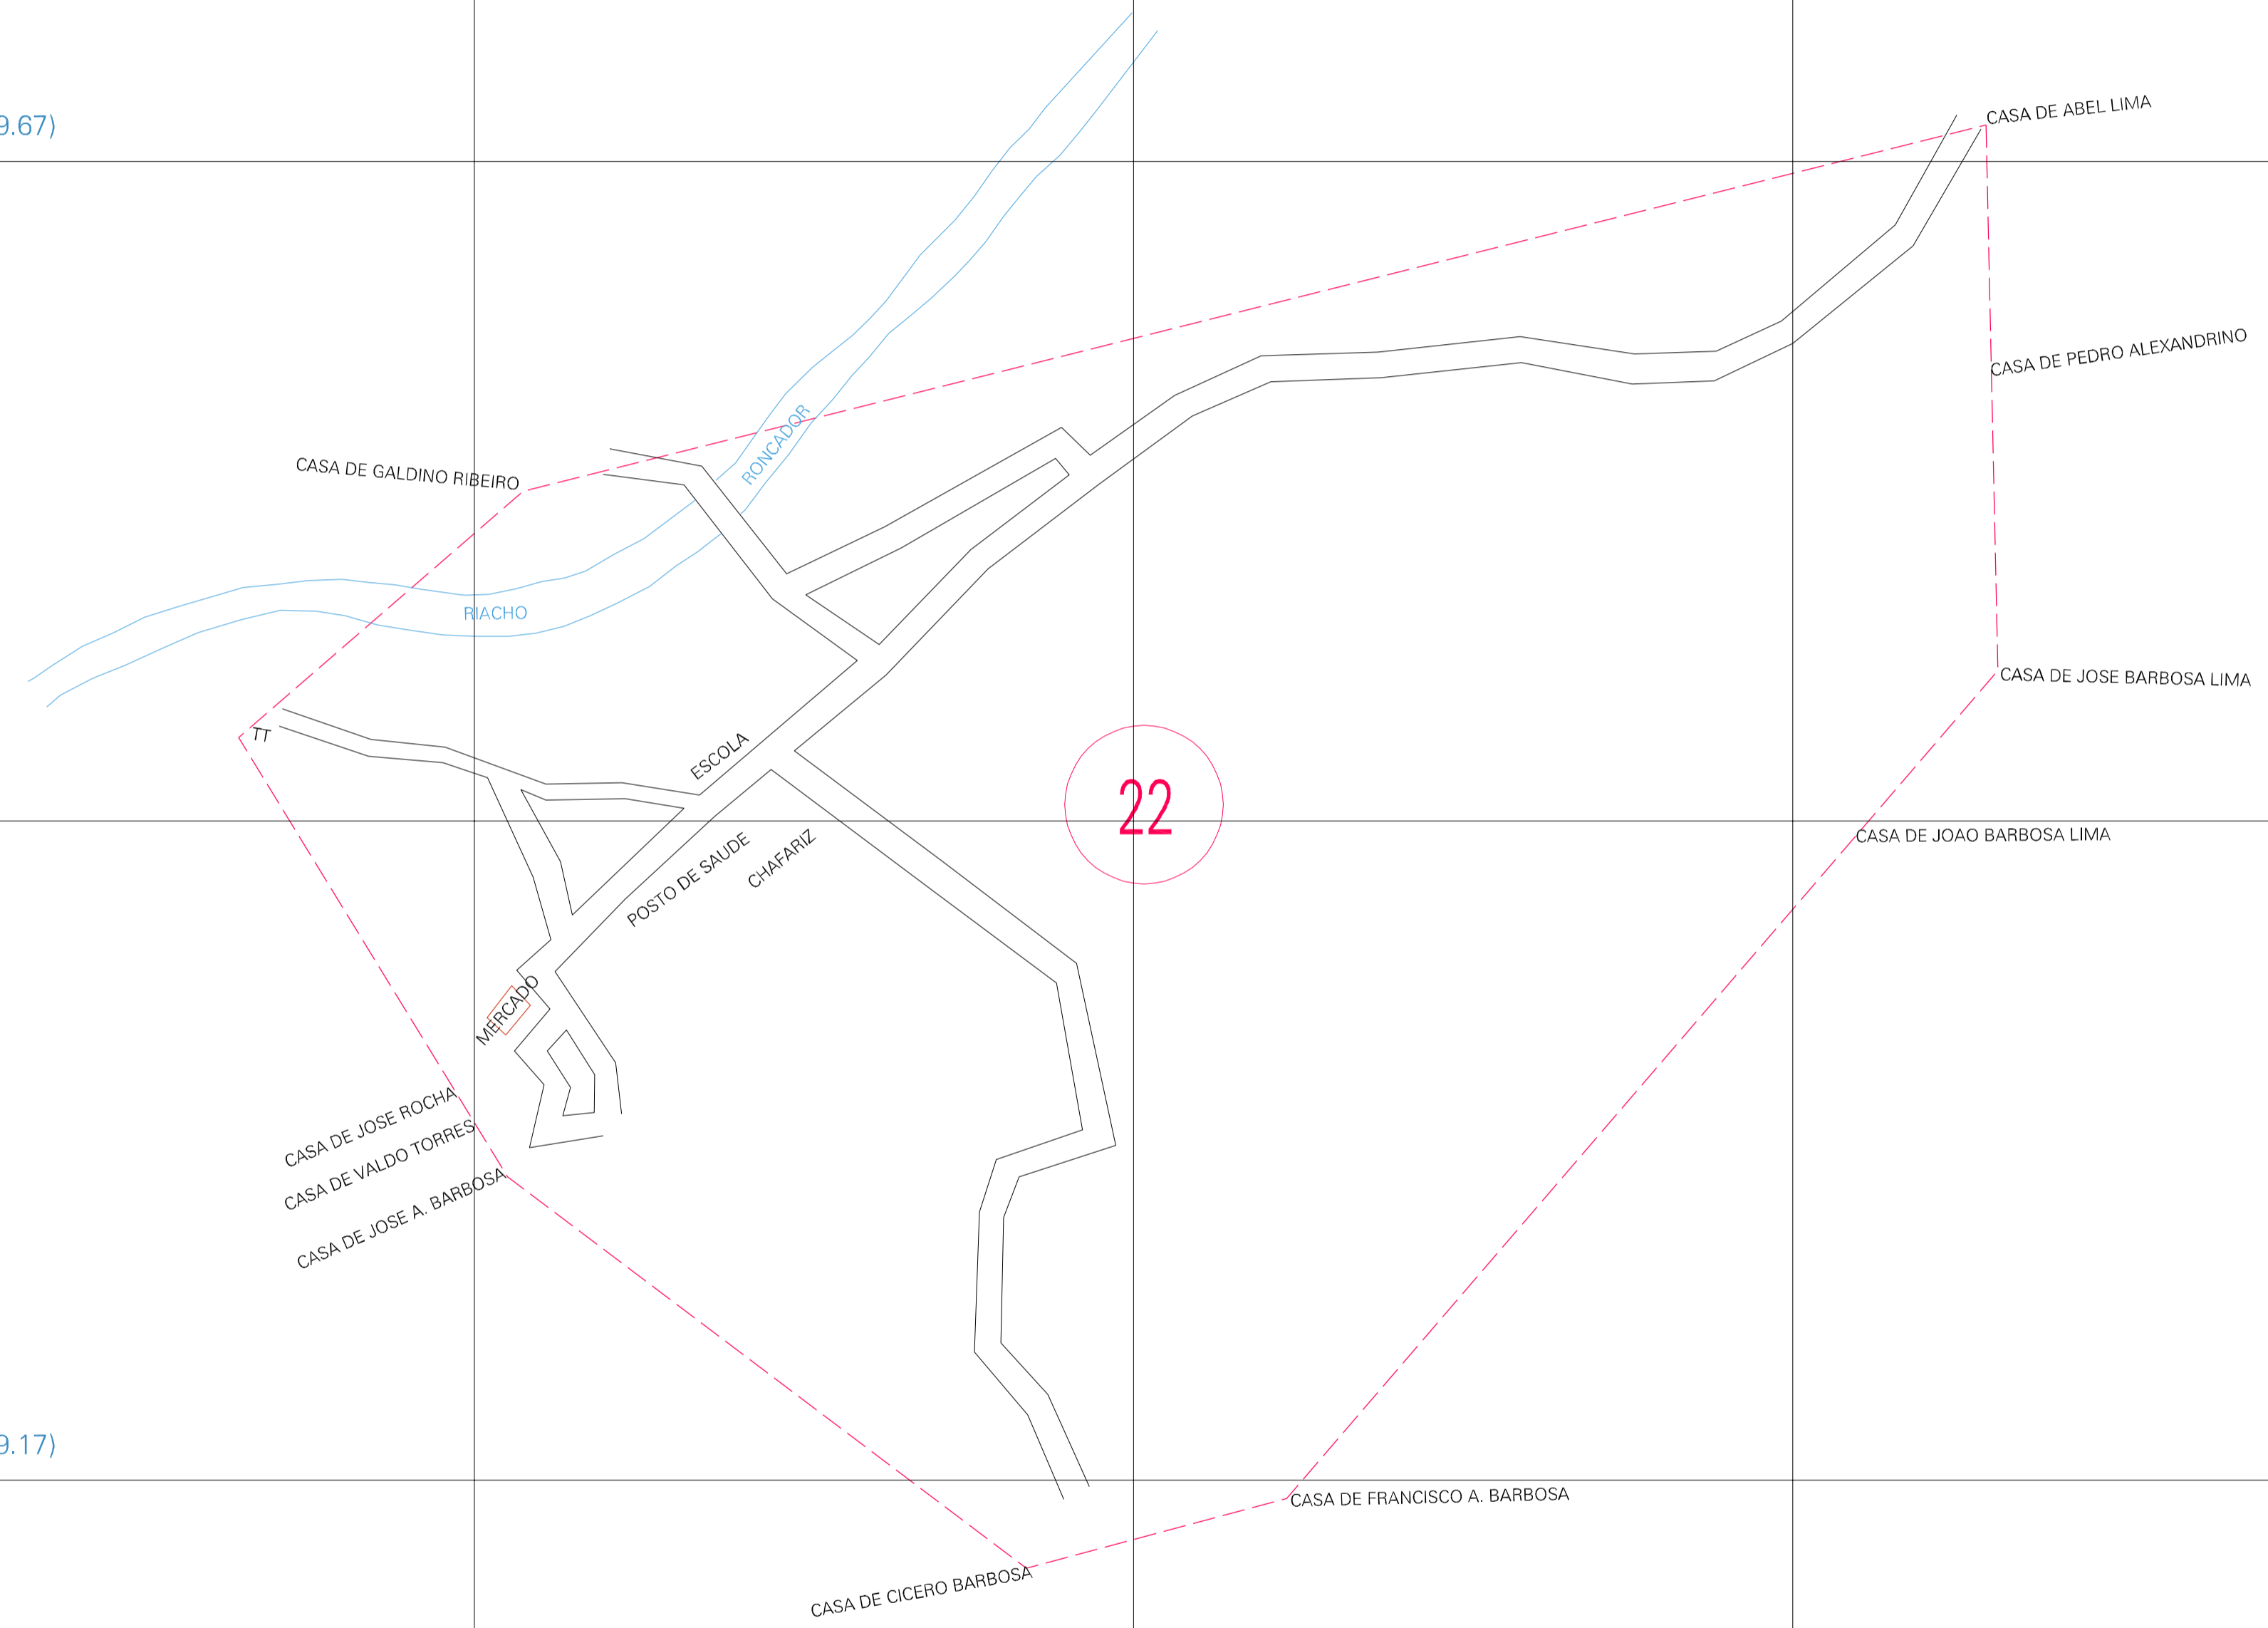 CASA DE ABEL LIMA
9.67)
CASA DE PEDRO ALEXANDRINO
RONCADOR
CASA DE GALDINO RIBEIRO
RIACHO
CASA DE JOSE BARBOSA LIMA
TT
ESCOLA
22
CASA DE JOAO BARBOSA LIMA
POSTO DE SAUDE
CHAFARIZ
MERCADO
CASA DE JOSE ROCHA
CASA DE VALDO TORRES
CASA DE JOSE A. BARBOSA
9.17)
CASA DE FRANCISCO A. BARBOSA
CASA DE CICERO BARBOSA